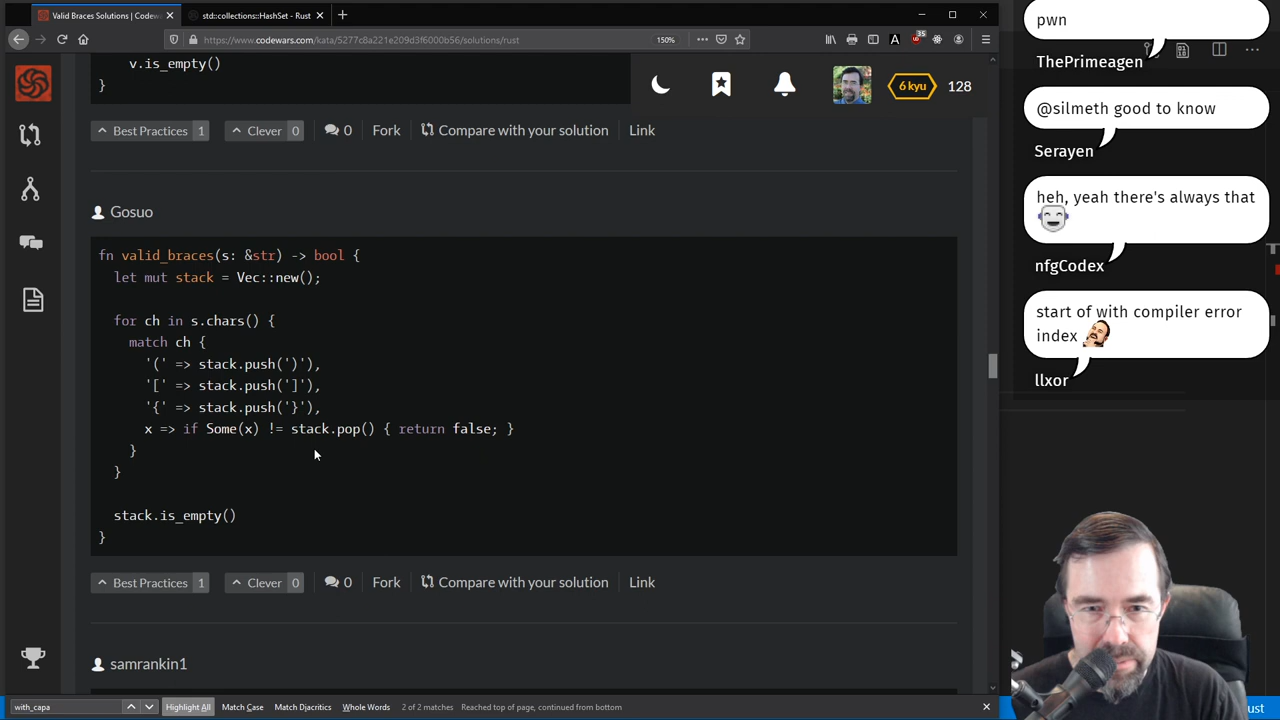 Valid Braces Solutions | Codew
std::collections::HashSet - Rust
https://www.codewars.com/kata/5277c8a221e209d3f6000b56/solutions/rust
150%
35
v.is_empty()
}
6 kyu
128
Best Practices 1
Clever 0
0
Fork
Compare with your solution
Link
Gosuo
fn valid_braces(s: &str) -> bool {
let mut stack = Vec::new();
for ch in s.chars() {
match ch {
'(' => stack.push(')'),
'[' => stack.push(']'),
'{' => stack.push('}'),
x => if Some(x) != stack.pop() { return false; }
}
}
stack.is_empty()
}
Best Practices 1
Clever 0
0
Fork
Compare with your solution
Link
samrankin1
with_capa
Highlight All
Match Case
Match Diacritics
Whole Words
2 of 2 matches
Reached top of page, continued from bottom
pwn
ThePrimeagen
@silmeth good to know
Serayen
heh, yeah there's always that
nfgCodex
start of with compiler error
index
llxor
ust